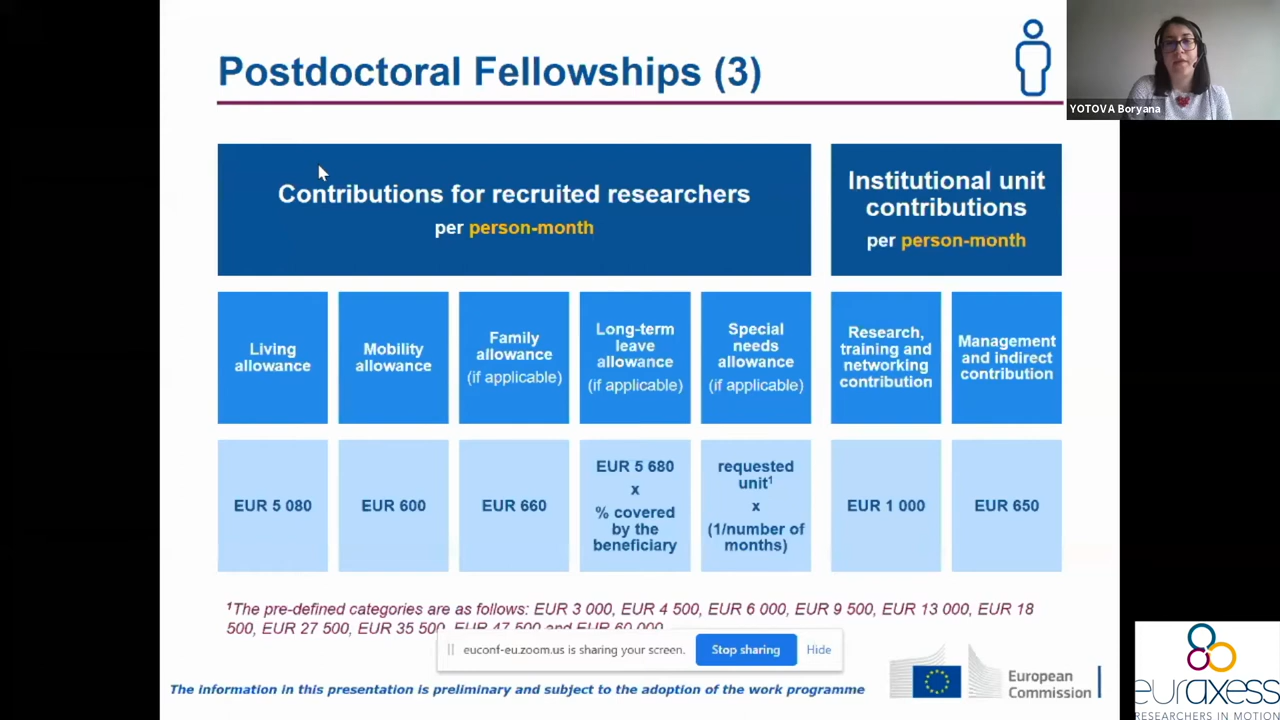 Postdoctoral Fellowships (3)
YOTOVA Boryana
Contributions for recruited researchers
per person-month
Institutional unit
contributions
per person-month
Living
allowance
Mobility
allowance
Family
allowance
(if applicable)
Long-term
leave
allowance
(if applicable)
Special
needs
allowance
(if applicable)
Research,
training and
networking
contribution
Management
and indirect
contribution
EUR 5 080
EUR 600
EUR 660
EUR 5 680
x
% covered
by the
beneficiary
requested
unit¹
x
(1/number of
months)
EUR 1 000
EUR 650
¹The pre-defined categories are as follows: EUR 3 000, EUR 4 500, EUR 6 000, EUR 9 500, EUR 13 000, EUR 18
500, EUR 27 500, EUR 35 500, EUR 47 500 and EUR 60 000
euconf-eu.zoom.us is sharing your screen.
Stop sharing
Hide
The information in this presentation is preliminary and subject to the adoption of the work programme
European
Commission
euraxess
RESEARCHERS IN MOTION